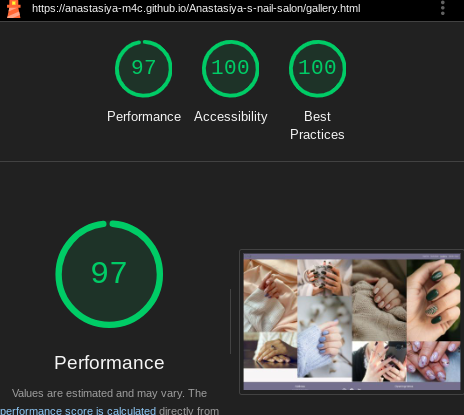 https://anastasiya-m4c.github.io/Anastasiya-s-nail-salon/gallery.html
97
100
100
Performance
Accessibility
Best
Practices
97
Performance
Values are estimated and may vary. The
performance score is calculated directly from